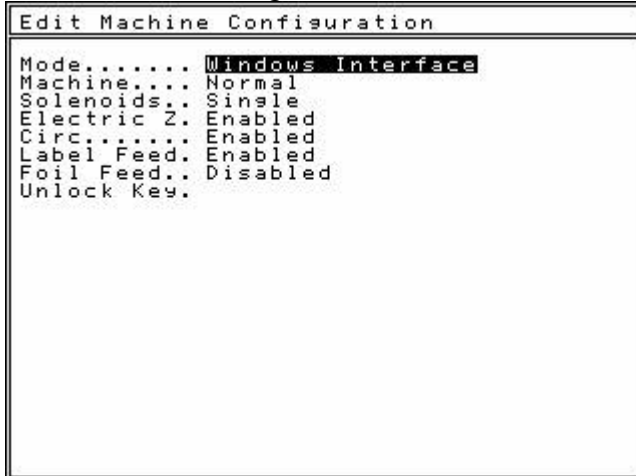 Edit Machine Configuration
Mode....... Windows Interface
Machine.... Normal
Solenoids.. Single
Electric Z. Enabled
Circ....... Enabled
Label Feed. Enabled
Foil Feed.. Disabled
Unlock Key.